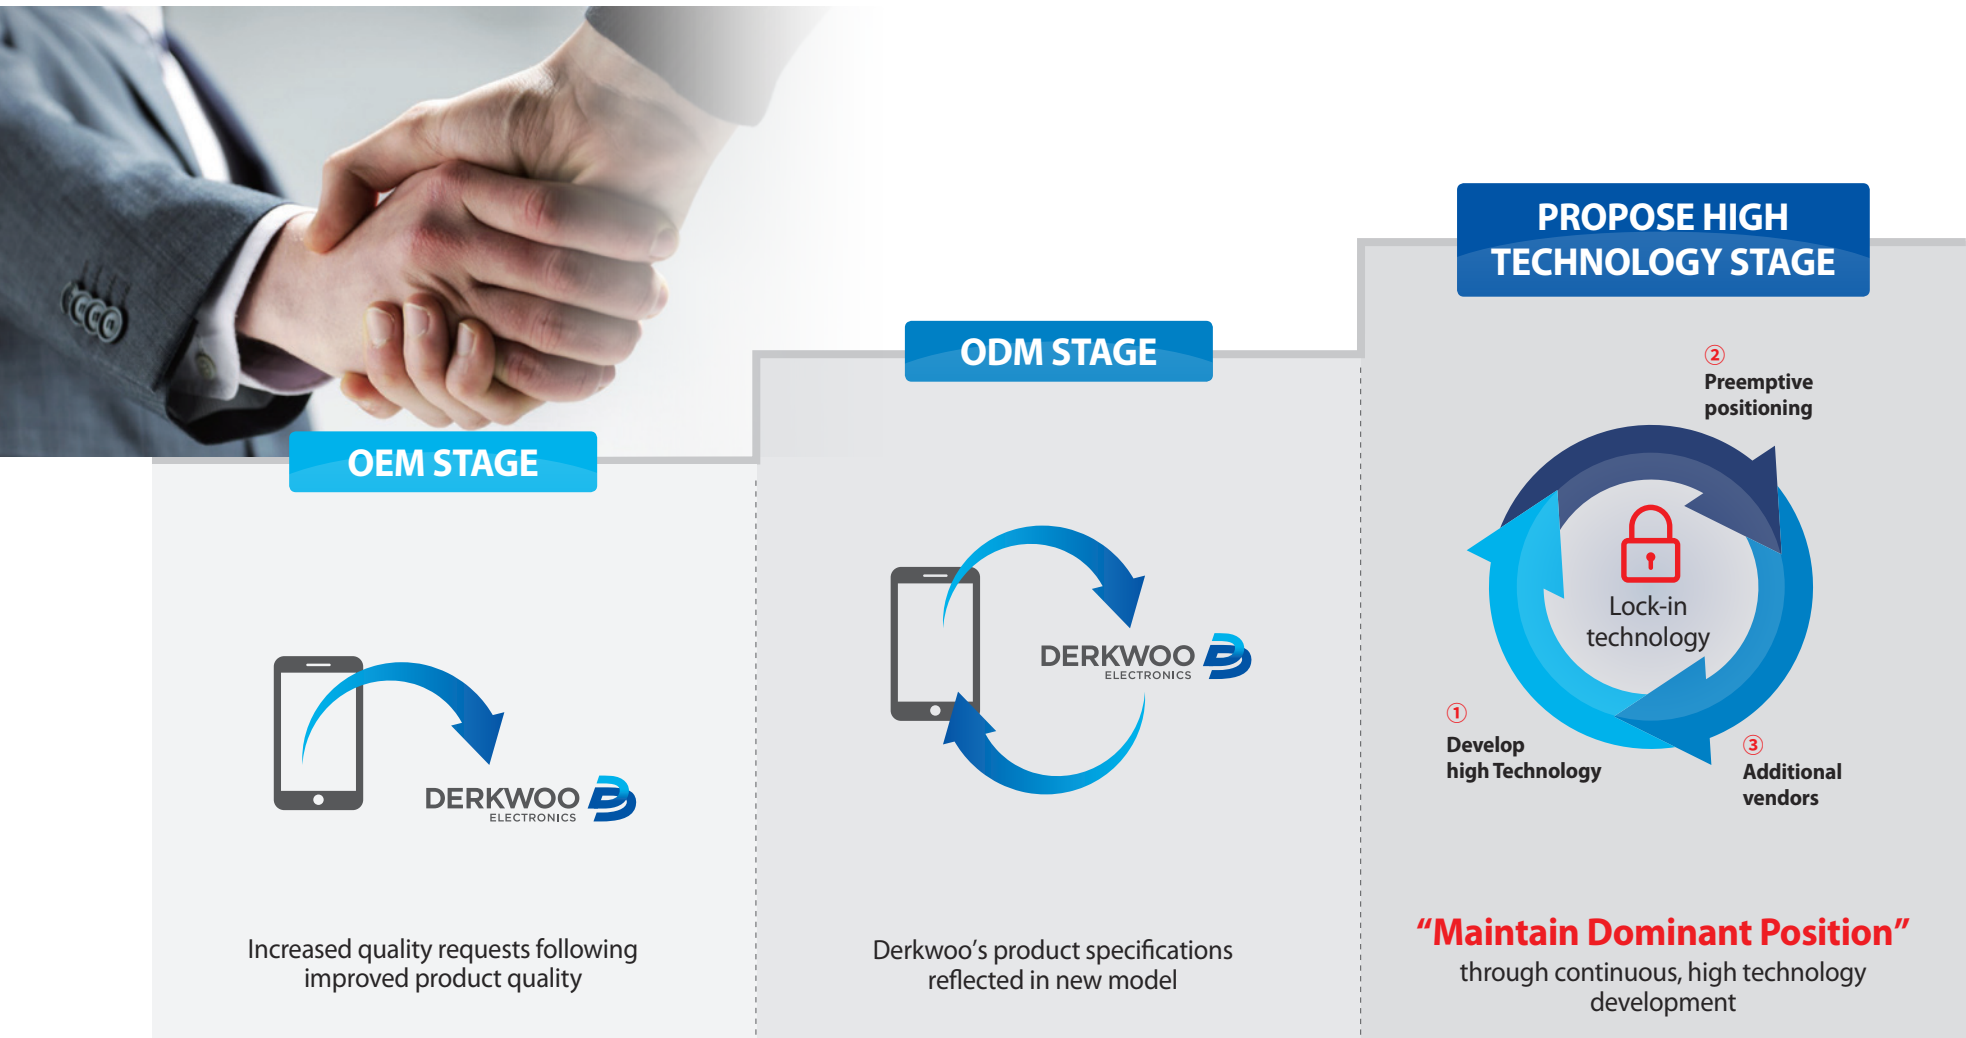 OEM STAGE
DERKWOO
ELECTRONICS
Increased quality requests following
improved product quality
ODM STAGE
DERKWOO
ELECTRONICS
Derkwoo’s product specifications
reflected in new model
PROPOSE HIGH
TECHNOLOGY STAGE
②
Preemptive
positioning
Lock-in
technology
①
Develop
high Technology
③
Additional
vendors
“Maintain Dominant Position”
through continuous, high technology
development